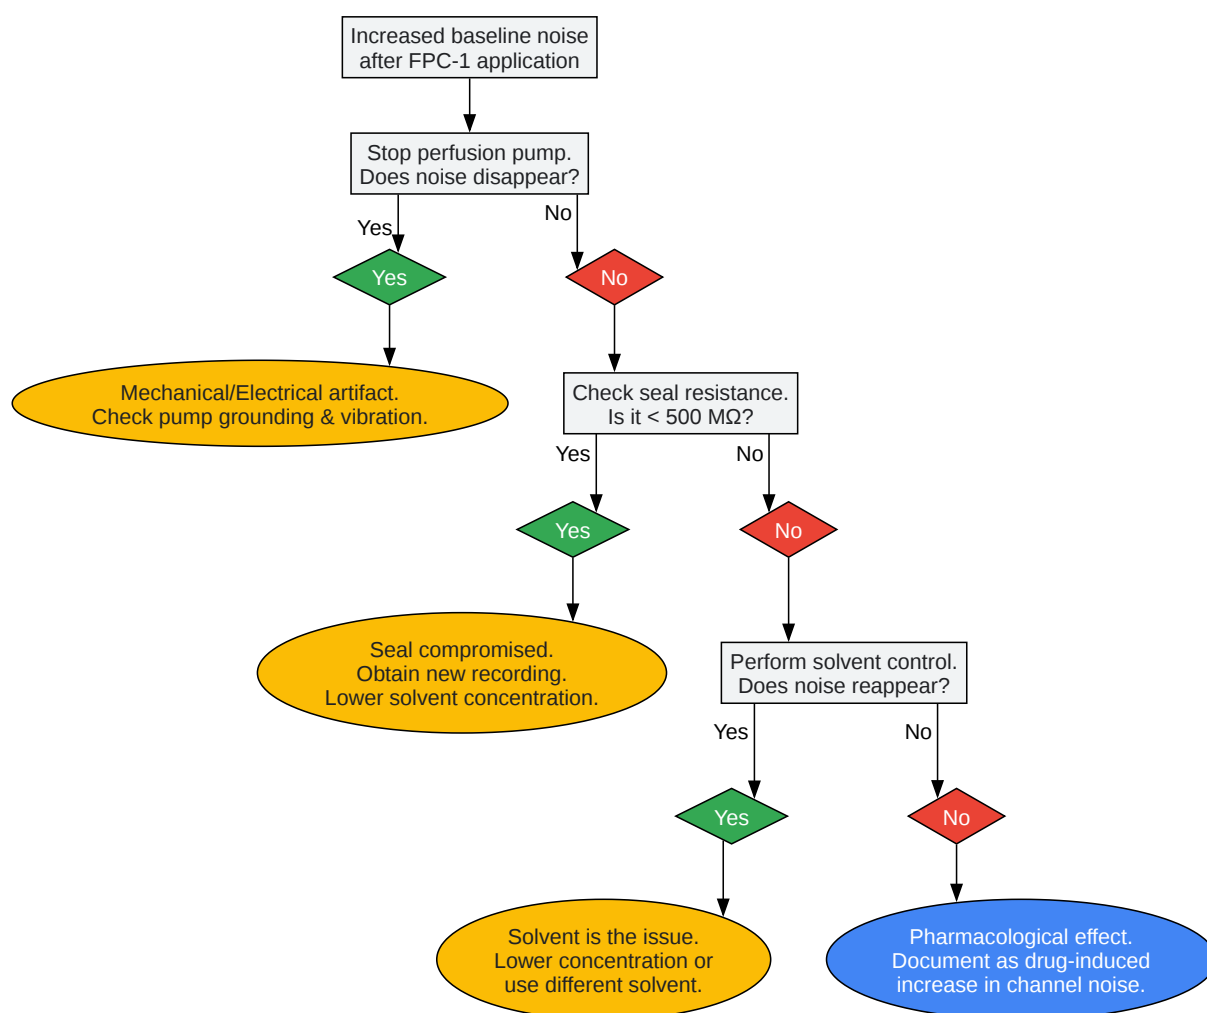 Increased baseline noise
after FPC-1 application
Stop perfusion pump.
Does noise disappear?
Yes
No
Yes
No
Mechanical/Electrical artifact.
Check pump grounding & vibration.
Check seal resistance.
Is it < 500 MΩ?
Yes
No
Yes
No
Seal compromised.
Obtain new recording.
Lower solvent concentration.
Perform solvent control.
Does noise reappear?
Yes
No
Yes
No
Solvent is the issue.
Lower concentration or
use different solvent.
Pharmacological effect.
Document as drug-induced
increase in channel noise.